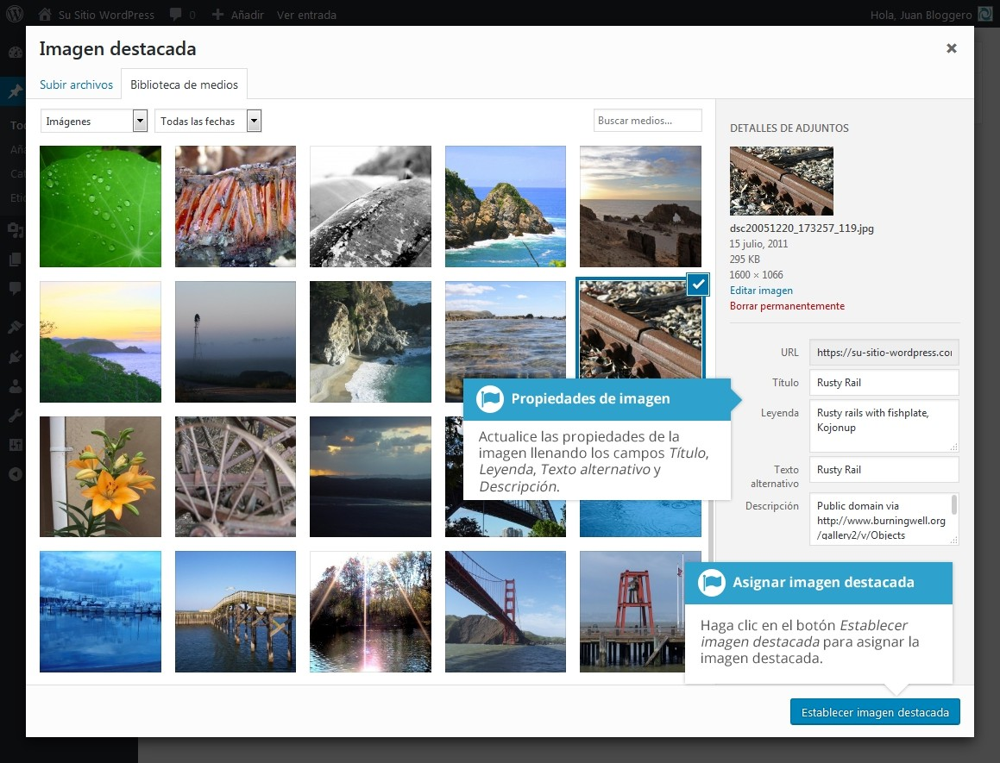 Su Sitio WordPress
0
Añadir
Ver entrada
Hola, Juan Bloggero
Imagen destacada
Subir archivos
Biblioteca de medios
Imágenes
Todas las fechas
Buscar medios...
DETALLES DE ADJUNTOS
dsc20051220_173257_119.jpg
15 julio, 2011
295 KB
1600 × 1066
Editar imagen
Borrar permanentemente
URL
https://su-sitio-wordpress.co
Título
Rusty Rail
Leyenda
Rusty rails with fishplate,
Kojonup
Texto
alternativo
Rusty Rail
Descripción
Public domain via
http://www.burningwell.org
/gallery2/v/Objects
Propiedades de imagen
Actualice las propiedades de la
imagen llenando los campos Título,
Leyenda, Texto alternativo y
Descripción.
Asignar imagen destacada
Haga clic en el botón Establecer
imagen destacada para asignar la
imagen destacada.
Establecer imagen destacada